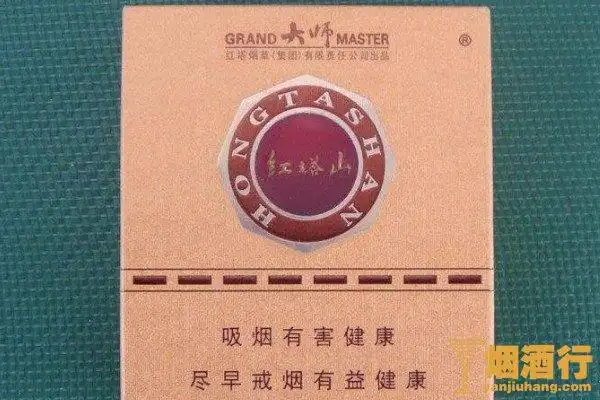 GRAND 大师 MASTER ®
红塔烟草(集团)有限责任公司出品
HONGTASHAN
红塔山
吸烟有害健康
尽早戒烟有益健康
烟酒行
yanjiuhang.com